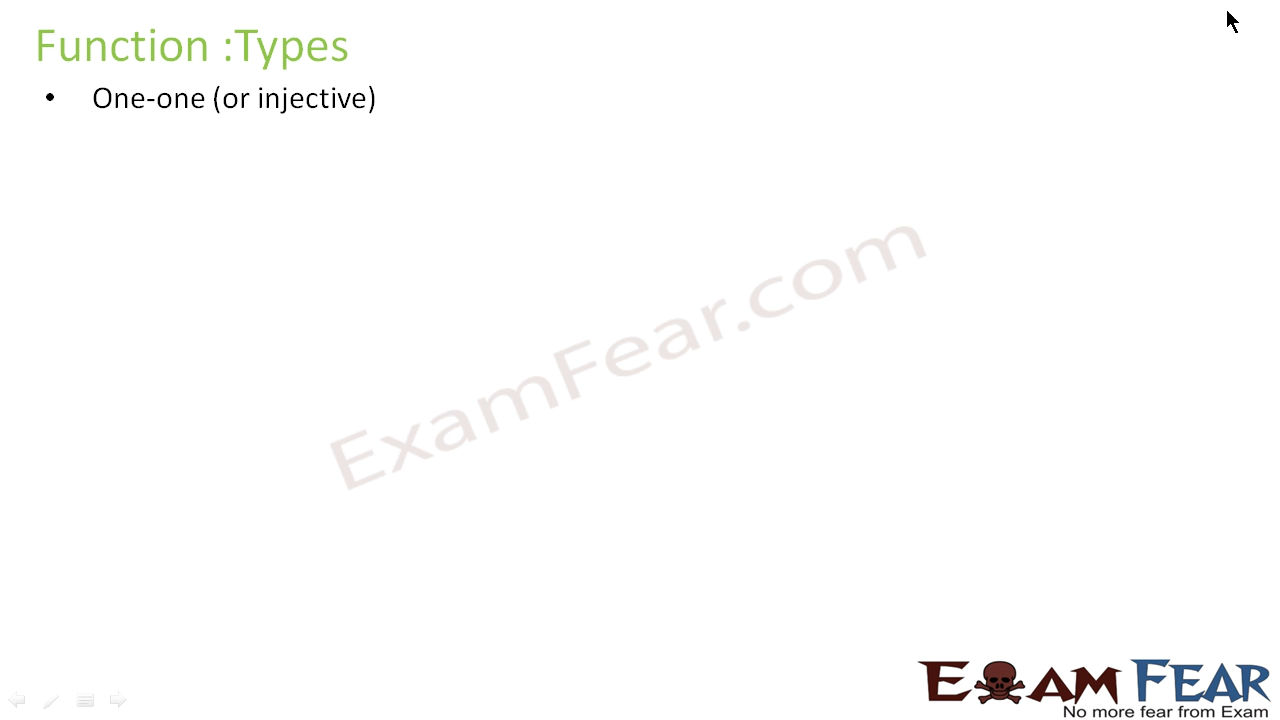 Function :Types
• One-one (or injective)
ExamFear.com
EXAM FEAR
No more fear from Exam